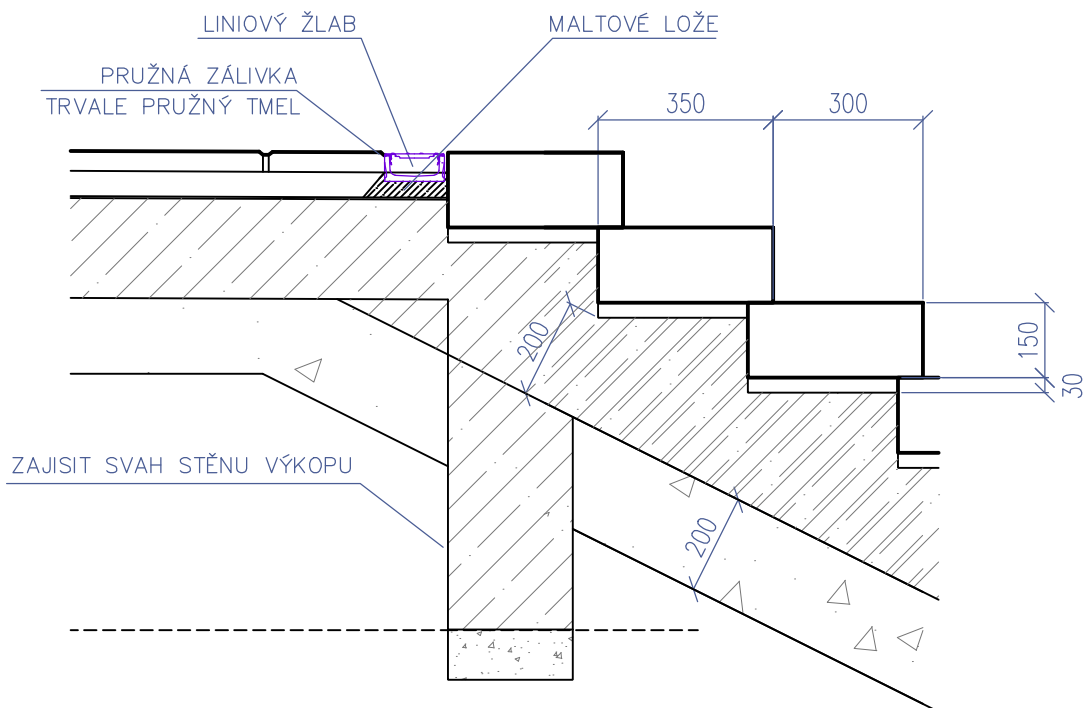 LINIOVÝ ŽLAB
MALTOVÉ LOŽE
PRUŽNÁ ZÁLIVKA
TRVALE PRUŽNÝ TMEL
350
300
200
150
30
ZAJISIT SVAH STĚNU VÝKOPU
200